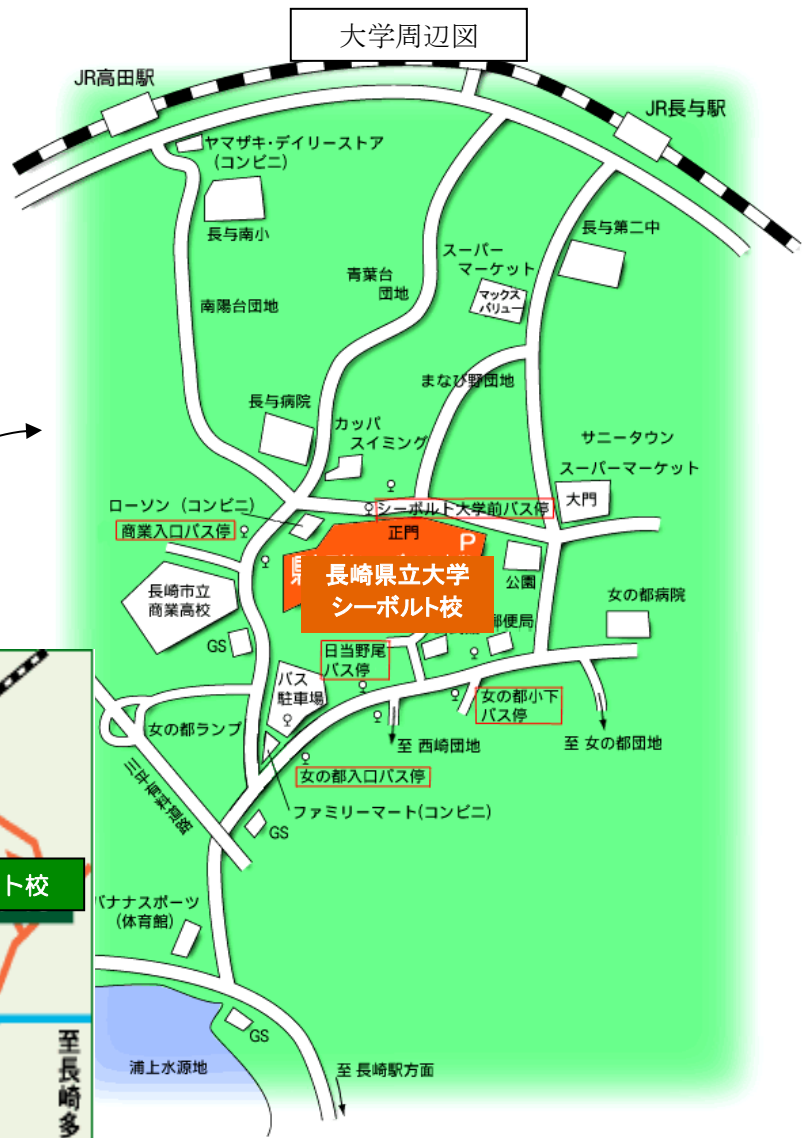 大学周辺図
JR高田駅
JR長与駅
ヤマザキ・デイリーストア
(コンビニ)
長与南小
長与第二中
スーパー
マーケット
マックス
バリュー
青葉台
団地
南陽台団地
まなび野団地
長与病院
カッパ
スイミング
サニータウン
スーパーマーケット
大門
ローソン (コンビニ)
シーボルト大学前バス停
商業入口バス停
正門
P
長崎県立大学
シーボルト校
公園
長崎市立
商業高校
女の都病院
郵便局
GS
日当野尾
バス停
バス
駐車場
女の都小下
バス停
女の都ランプ
至 西崎団地
至 女の都団地
女の都入口バス停
川平有料道路
ファミリーマート(コンビニ)
GS
ト校
バナナスポーツ
(体育館)
GS
浦上水源地
至 長崎駅方面
至長崎多